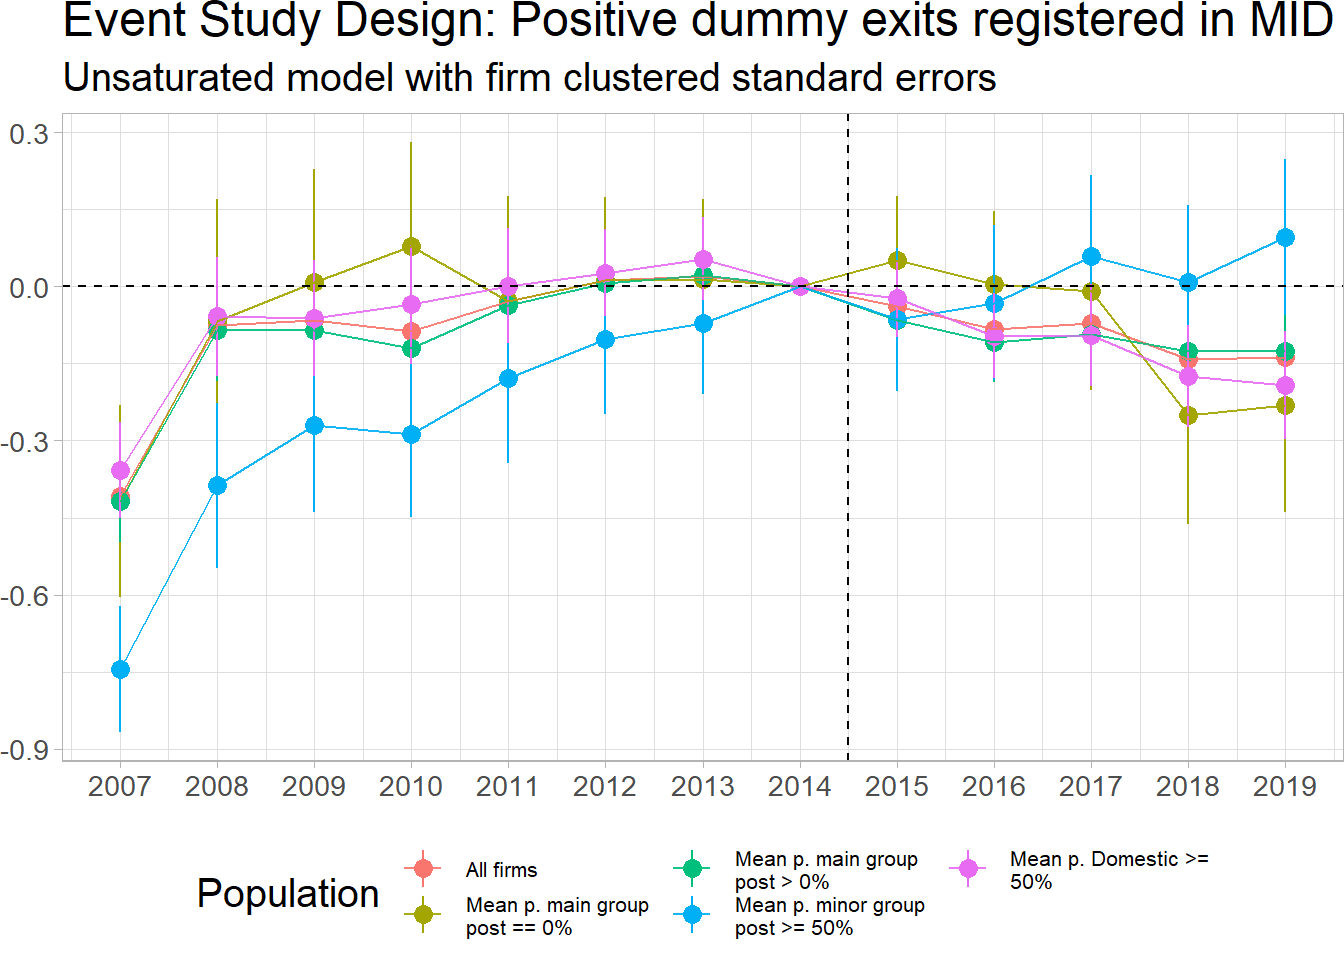 Event Study Design: Positive dummy exits registered in MID
Unsaturated model with firm clustered standard errors
0.3
0.0
-0.3
-0.6
-0.9
2007 2008 2009 2010 2011 2012 2013 2014 2015 2016 2017 2018 2019
Population
All firms
Mean p. main group
post == 0%
Mean p. main group
post > 0%
Mean p. minor group
post >= 50%
Mean p. Domestic >=
50%